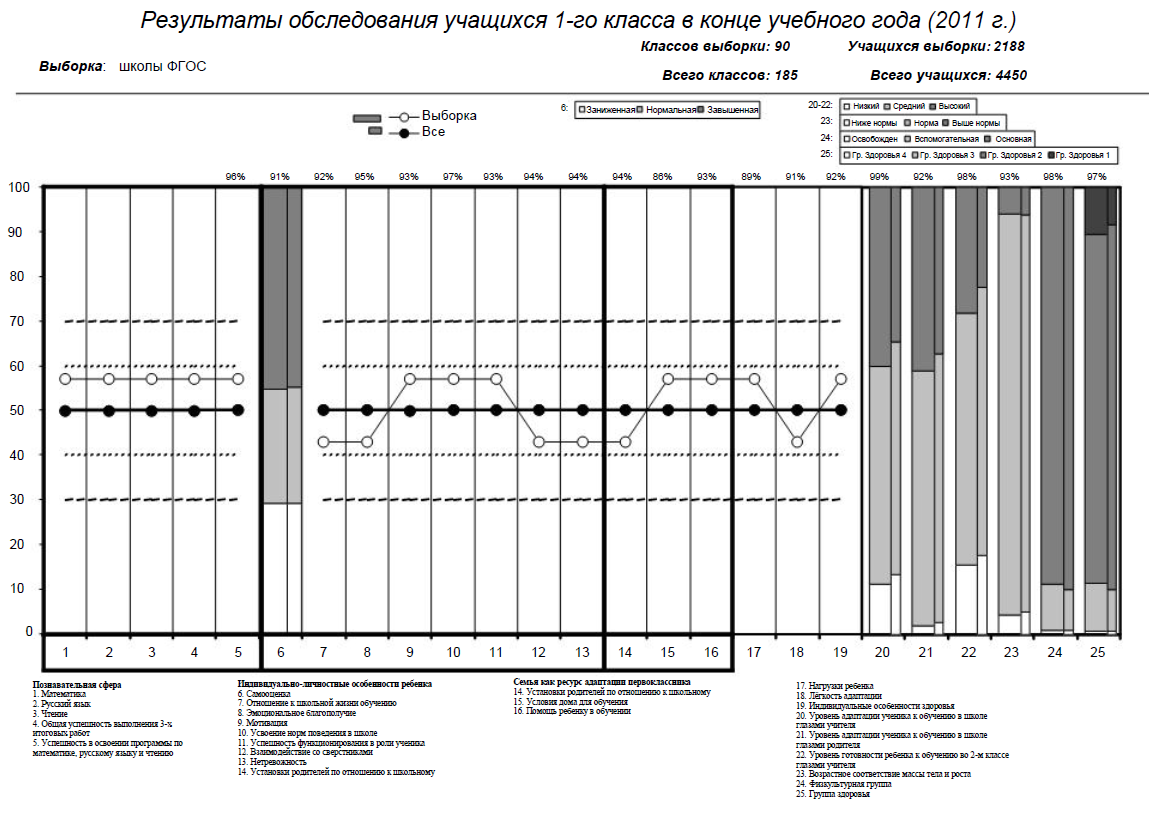 Результаты обследования учащихся 1-го класса в конце учебного года (2011 г.)
Классов выборки: 90 Учащихся выборки: 2188
Выборка: школы ФГОС
Всего классов: 185 Всего учащихся: 4450
Выборка
Все
6: Заниженная Нормальная Завышенная
20-22: Низкий Средний Высокий
23: Ниже нормы Норма Выше нормы
24: Освобожден Вспомогательная Основная
25: Гр. Здоровья 4 Гр. Здоровья 3 Гр. Здоровья 2 Гр. Здоровья 1
96% 91% 92% 95% 93% 97% 93% 94% 94% 94% 86% 93% 89% 91% 92% 99% 92% 98% 93% 98% 97%
100
90
80
70
60
50
40
30
20
10
0
1 2 3 4 5 6 7 8 9 10 11 12 13 14 15 16 17 18 19 20 21 22 23 24 25
Познавательная сфера
1. Математика
2. Русский язык
3. Чтение
4. Общая успешность выполнения 3-х
итоговых работ
5. Успешность в освоении программы по
математике, русскому языку и чтению
Индивидуально-личностные особенности ребенка
6. Самооценка
7. Отношение к школьной жизни обучению
8. Эмоциональное благополучие
9. Мотивация
10. Усвоение норм поведения в школе
11. Успешность функционирования в роли ученика
12. Взаимодействие со сверстниками
13. Нетревожность
14. Установки родителей по отношению к школьному
Семья как ресурс адаптации первоклассника
14. Установки родителей по отношению к школьному
15. Условия дома для обучения
16. Помощь ребенку в обучении
17. Нагрузки ребенка
18. Лёгкость адаптации
19. Индивидуальные особенности здоровья
20. Уровень адаптации ученика к обучению в школе
глазами учителя
21. Уровень адаптации ученика к обучению в школе
глазами родителя
22. Уровень готовности ребенка к обучению во 2-м классе
глазами учителя
23. Возрастное соответствие массы тела и роста
24. Физкультурная группа
25. Группа здоровья